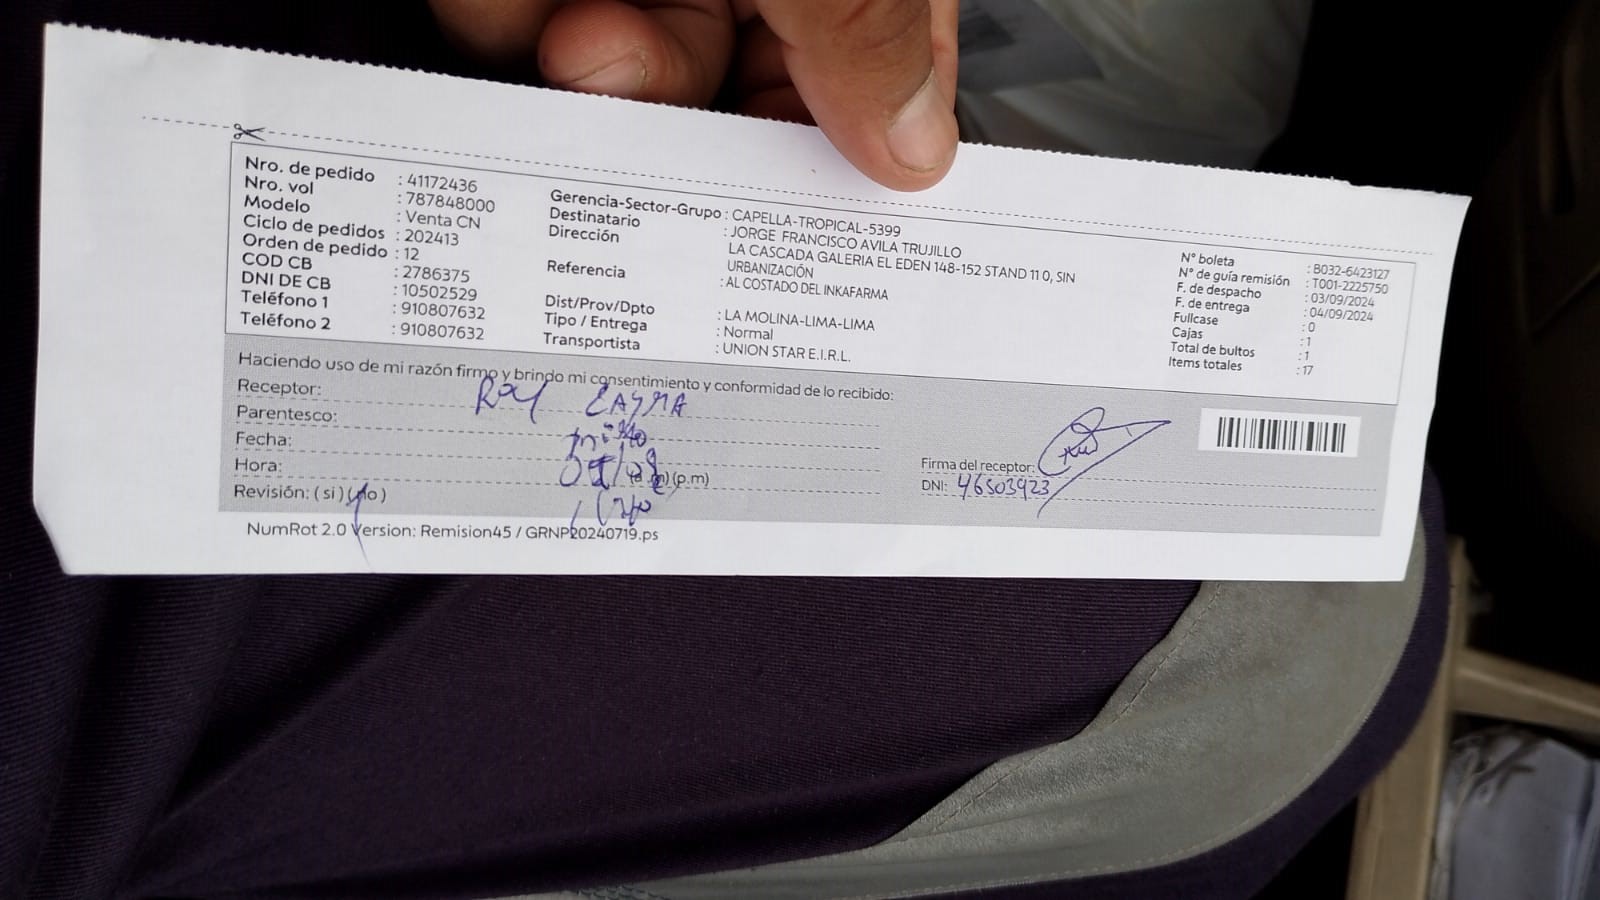 Nro. de pedido : 41172436
Nro. vol : 787848000
Modelo : Venta CN
Ciclo de pedidos : 202413
Orden de pedido : 12
COD CB : 2786375
DNI DE CB : 10502529
Teléfono 1 : 910807632
Teléfono 2 : 910807632
Gerencia-Sector-Grupo : CAPELLA-TROPICAL-5399
Destinatario : JORGE FRANCISCO AVILA TRUJILLO
Dirección LA CASCADA GALERIA EL EDEN 148-152 STAND 11 0, SIN
URBANIZACIÓN
Referencia : AL COSTADO DEL INKAFARMA
Dist/Prov/Dpto : LA MOLINA-LIMA-LIMA
Tipo / Entrega : Normal
Transportista : UNION STAR E.I.R.L.
N° boleta : B032-6423127
N° de guía remisión : T001-2225750
F. de despacho : 03/09/2024
F. de entrega : 04/09/2024
Fullcase : 0
Cajas : 1
Total de bultos : 1
Items totales : 17
Haciendo uso de mi razón firmo y brindo mi consentimiento y conformidad de lo recibido:
Receptor: Roy
Parentesco:
Fecha:
Hora: (a.m) (p.m)
Revisión: ( si ) ( no )
Firma del receptor:
DNI: 46503923
NumRot 2.0 Version: Remision45 / GRNP20240719.ps